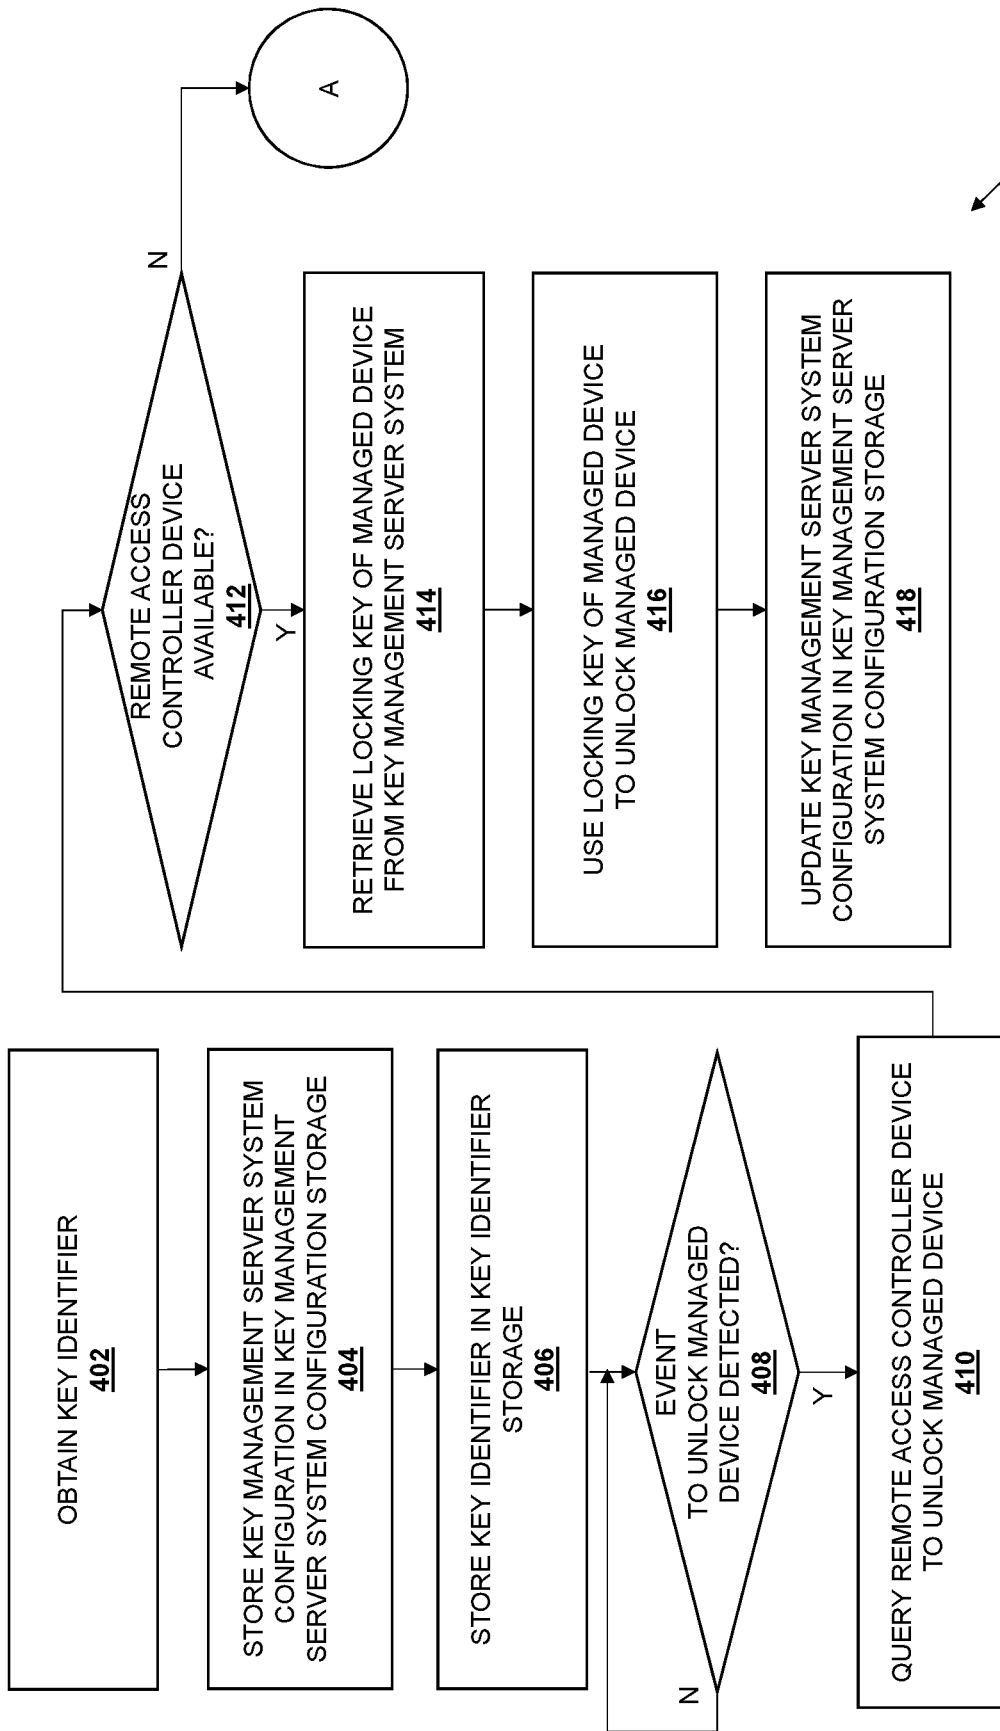 OBTAIN KEY IDENTIFIER
402
STORE KEY MANAGEMENT SERVER SYSTEM
CONFIGURATION IN KEY MANAGEMENT
SERVER SYSTEM CONFIGURATION STORAGE
404
STORE KEY IDENTIFIER IN KEY IDENTIFIER
STORAGE
406
EVENT
TO UNLOCK MANAGED
DEVICE DETECTED?
408
N
Y
QUERY REMOTE ACCESS CONTROLLER DEVICE
TO UNLOCK MANAGED DEVICE
410
REMOTE ACCESS
CONTROLLER DEVICE
AVAILABLE?
412
N
A
Y
RETRIEVE LOCKING KEY OF MANAGED DEVICE
FROM KEY MANAGEMENT SERVER SYSTEM
414
USE LOCKING KEY OF MANAGED DEVICE
TO UNLOCK MANAGED DEVICE
416
UPDATE KEY MANAGEMENT SERVER SYSTEM
CONFIGURATION IN KEY MANAGEMENT SERVER
SYSTEM CONFIGURATION STORAGE
418